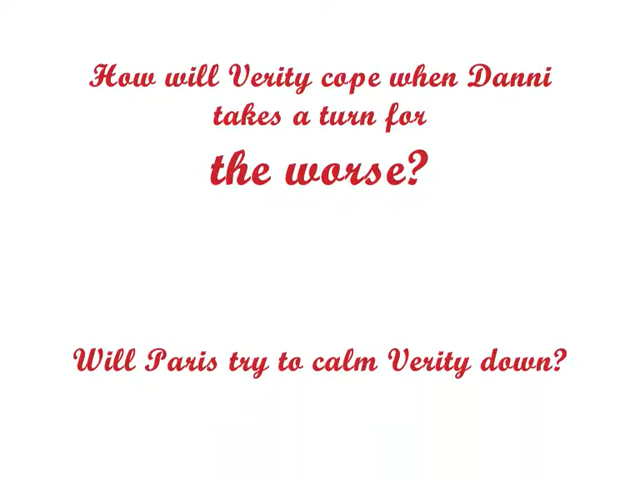 How will Verity cope when Danni
takes a turn for
the worse?
Will Paris try to calm Verity down?